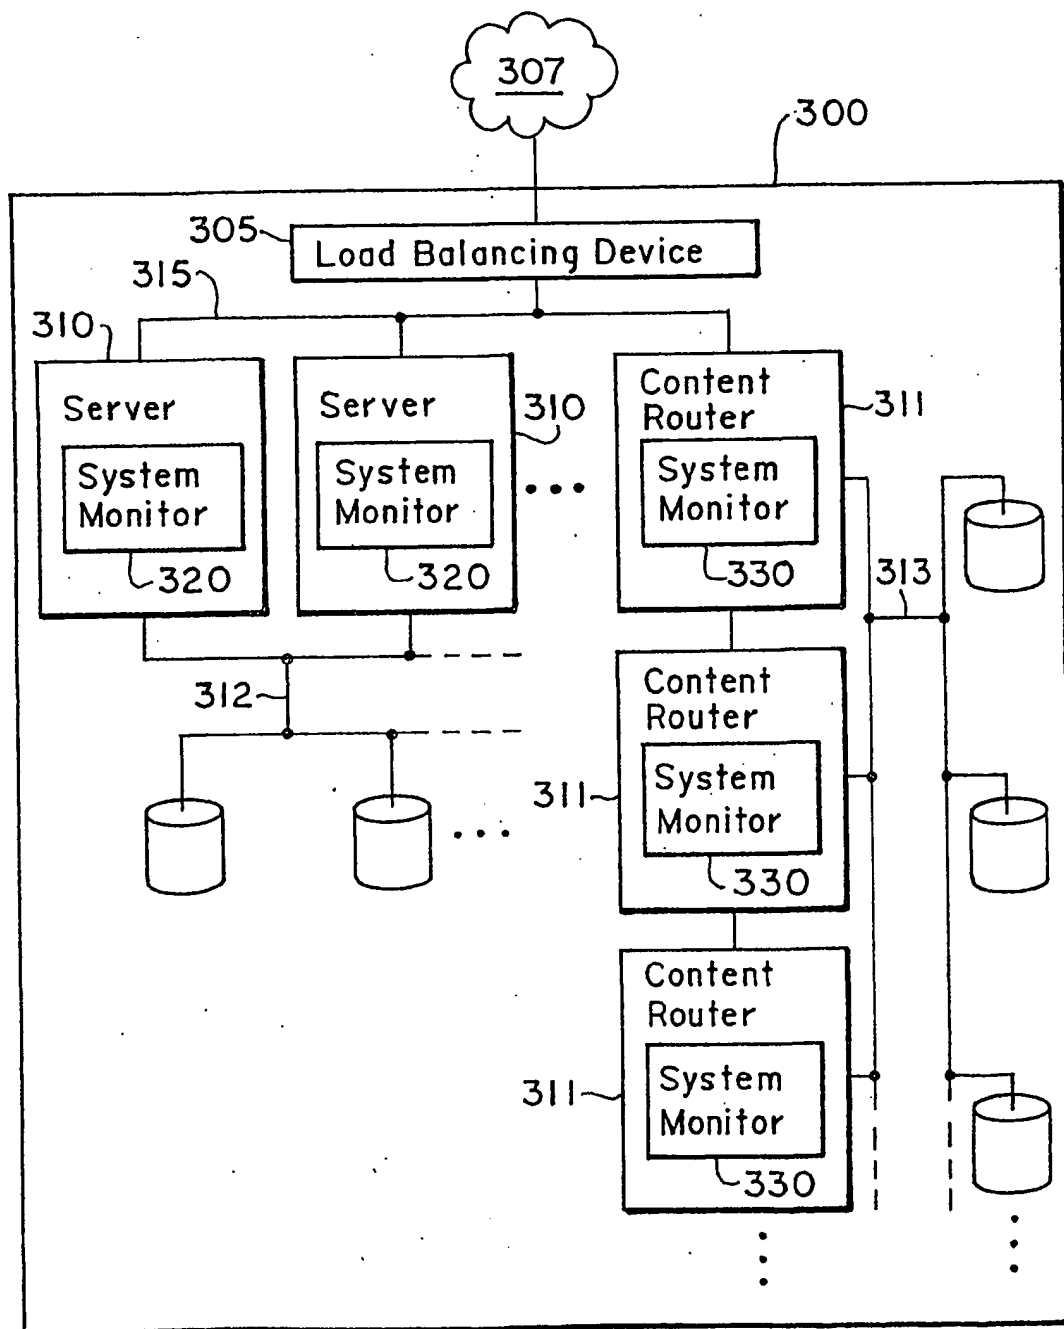 307
300
305
Load Balancing Device
315
310
Server
System
Monitor
320
Server
System
Monitor
320
310
Content
Router
System
Monitor
330
311
313
312
Content
Router
System
Monitor
330
311
Content
Router
System
Monitor
330
311